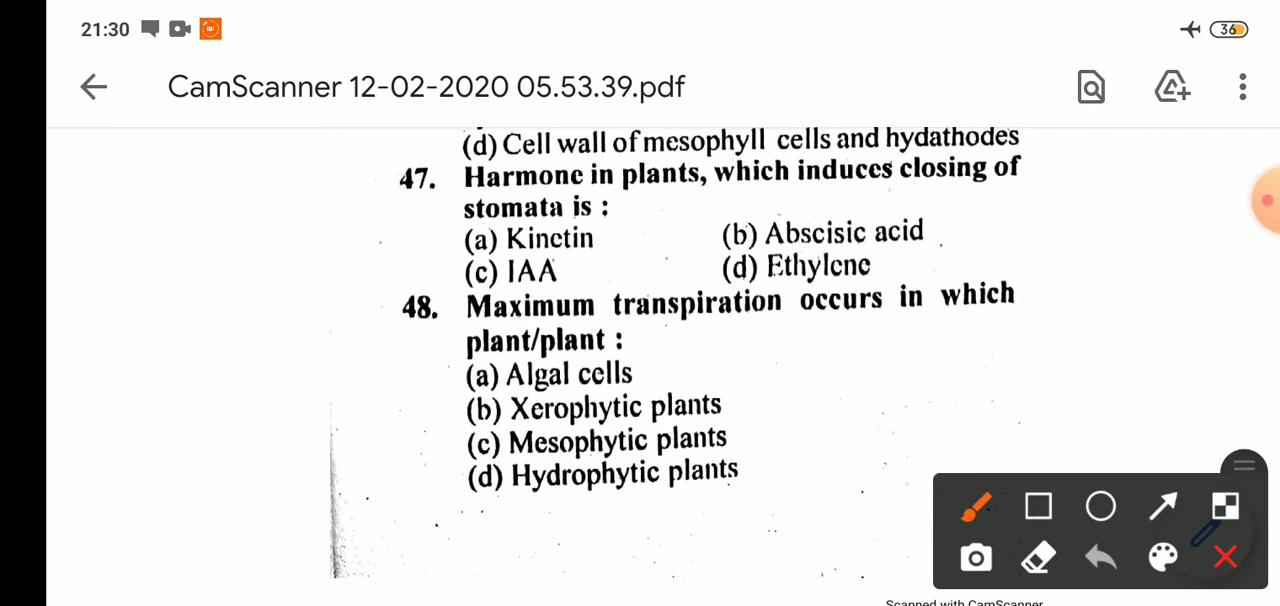 21:30
36
CamScanner 12-02-2020 05.53.39.pdf
(d) Cell wall of mesophyll cells and hydathodes
47. Harmone in plants, which induces closing of
stomata is :
(a) Kinetin (b) Abscisic acid
(c) IAA (d) Ethylene
48. Maximum transpiration occurs in which
plant/plant :
(a) Algal cells
(b) Xerophytic plants
(c) Mesophytic plants
(d) Hydrophytic plants
Scanned with CamScanner